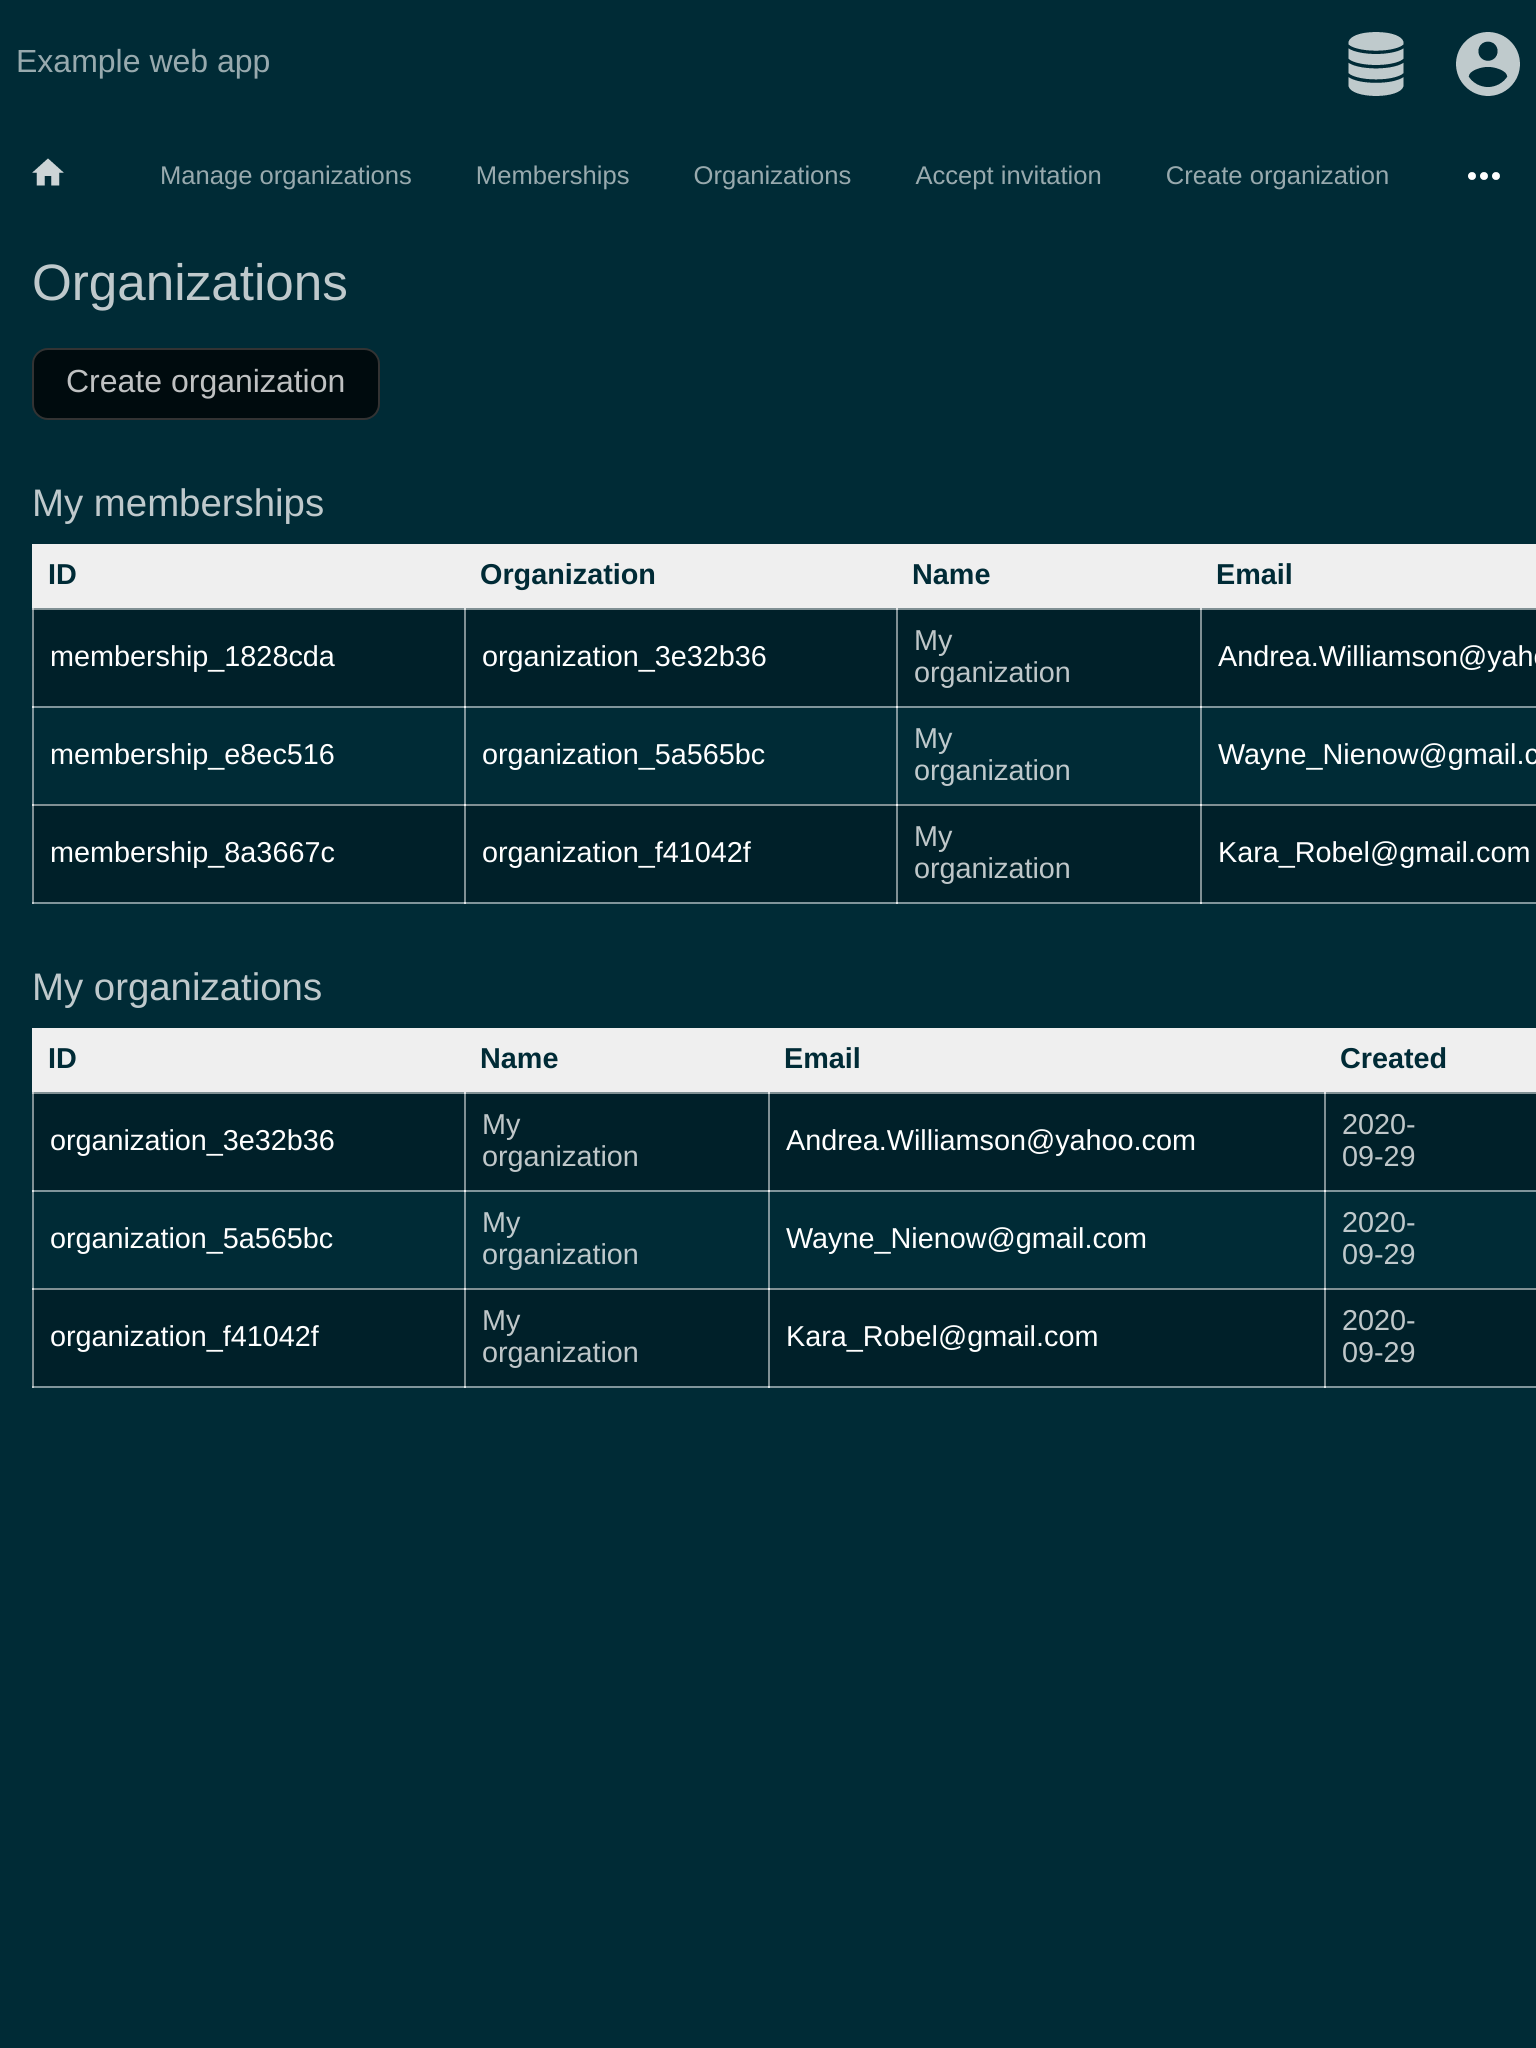 Example web app
Manage organizations Memberships Organizations Accept invitation Create organization
Organizations
Create organization
My memberships
ID Organization Name Email
membership_1828cda organization_3e32b36 My organization Andrea.Williamson@yah
membership_e8ec516 organization_5a565bc My organization Wayne_Nienow@gmail.c
membership_8a3667c organization_f41042f My organization Kara_Robel@gmail.com
My organizations
ID Name Email Created
organization_3e32b36 My organization Andrea.Williamson@yahoo.com 2020-09-29
organization_5a565bc My organization Wayne_Nienow@gmail.com 2020-09-29
organization_f41042f My organization Kara_Robel@gmail.com 2020-09-29